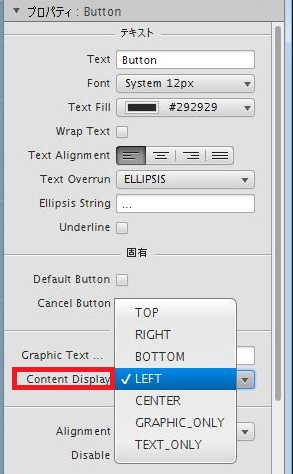 プロパティ : Button
テキスト
Text Button
Font System 12px
Text Fill #292929
Wrap Text
Text Alignment
Text Overrun ELLIPSIS
Ellipsis String ...
Underline
固有
Default Button
Cancel Button
TOP
RIGHT
BOTTOM
Graphic Text ...
Content Display ✓ LEFT
CENTER
GRAPHIC_ONLY
Alignment
TEXT_ONLY
Disable